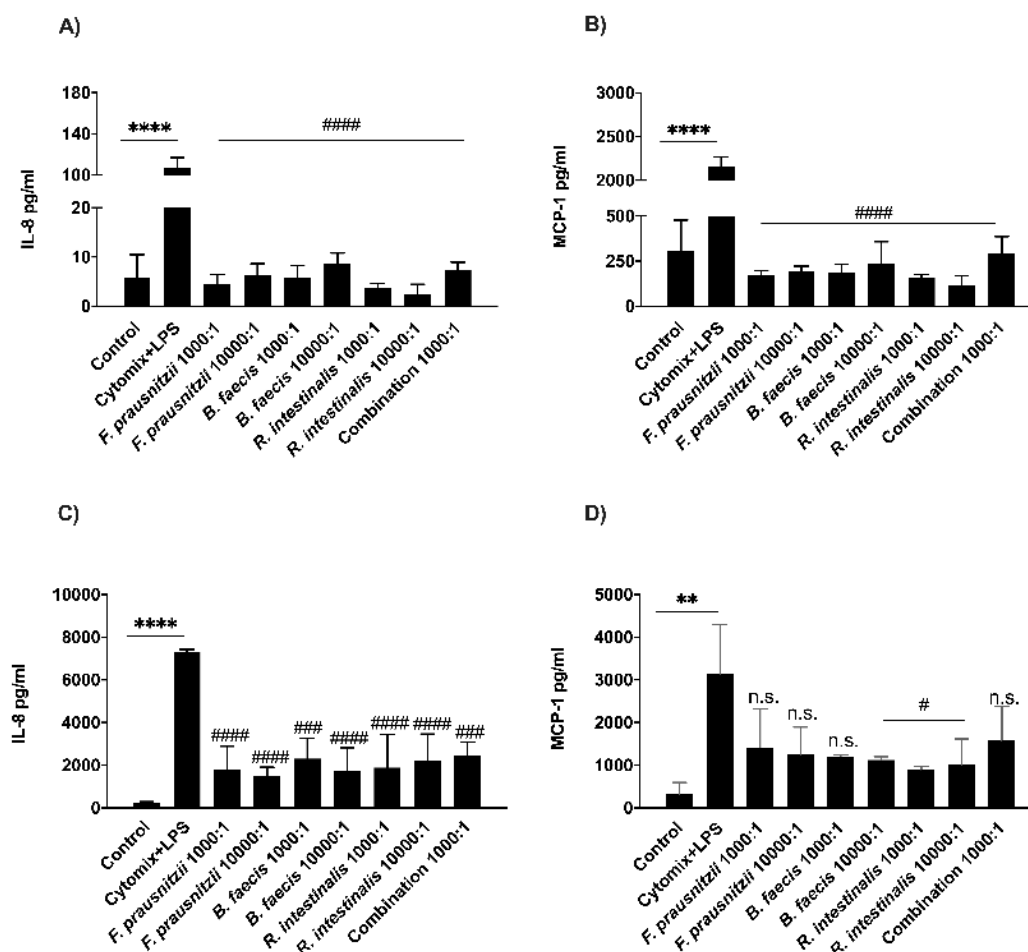 A)
IL-8 pg/ml
180
140
100
20
10
0
****
####
Control
Cytomix+LPS
F. prausnitzii 1000:1
F. prausnitzii 10000:1
B. faecis 1000:1
B. faecis 10000:1
R. intestinalis 1000:1
R. intestinalis 10000:1
Combination 1000:1
B)
MCP-1 pg/ml
3000
2500
2000
500
250
0
****
####
Control
Cytomix+LPS
F. prausnitzii 1000:1
F. prausnitzii 10000:1
B. faecis 1000:1
B. faecis 10000:1
R. intestinalis 1000:1
R. intestinalis 10000:1
Combination 1000:1
C)
IL-8 pg/ml
10000
8000
6000
4000
2000
0
****
####
####
###
####
####
####
###
Control
Cytomix+LPS
F. prausnitzii 1000:1
F. prausnitzii 10000:1
B. faecis 1000:1
B. faecis 10000:1
R. intestinalis 1000:1
R. intestinalis 10000:1
Combination 1000:1
D)
MCP-1 pg/ml
5000
4000
3000
2000
1000
0
**
n.s.
n.s.
n.s.
#
n.s.
Control
Cytomix+LPS
F. prausnitzii 1000:1
F. prausnitzii 10000:1
B. faecis 1000:1
B. faecis 10000:1
R. intestinalis 1000:1
R. intestinalis 10000:1
Combination 1000:1